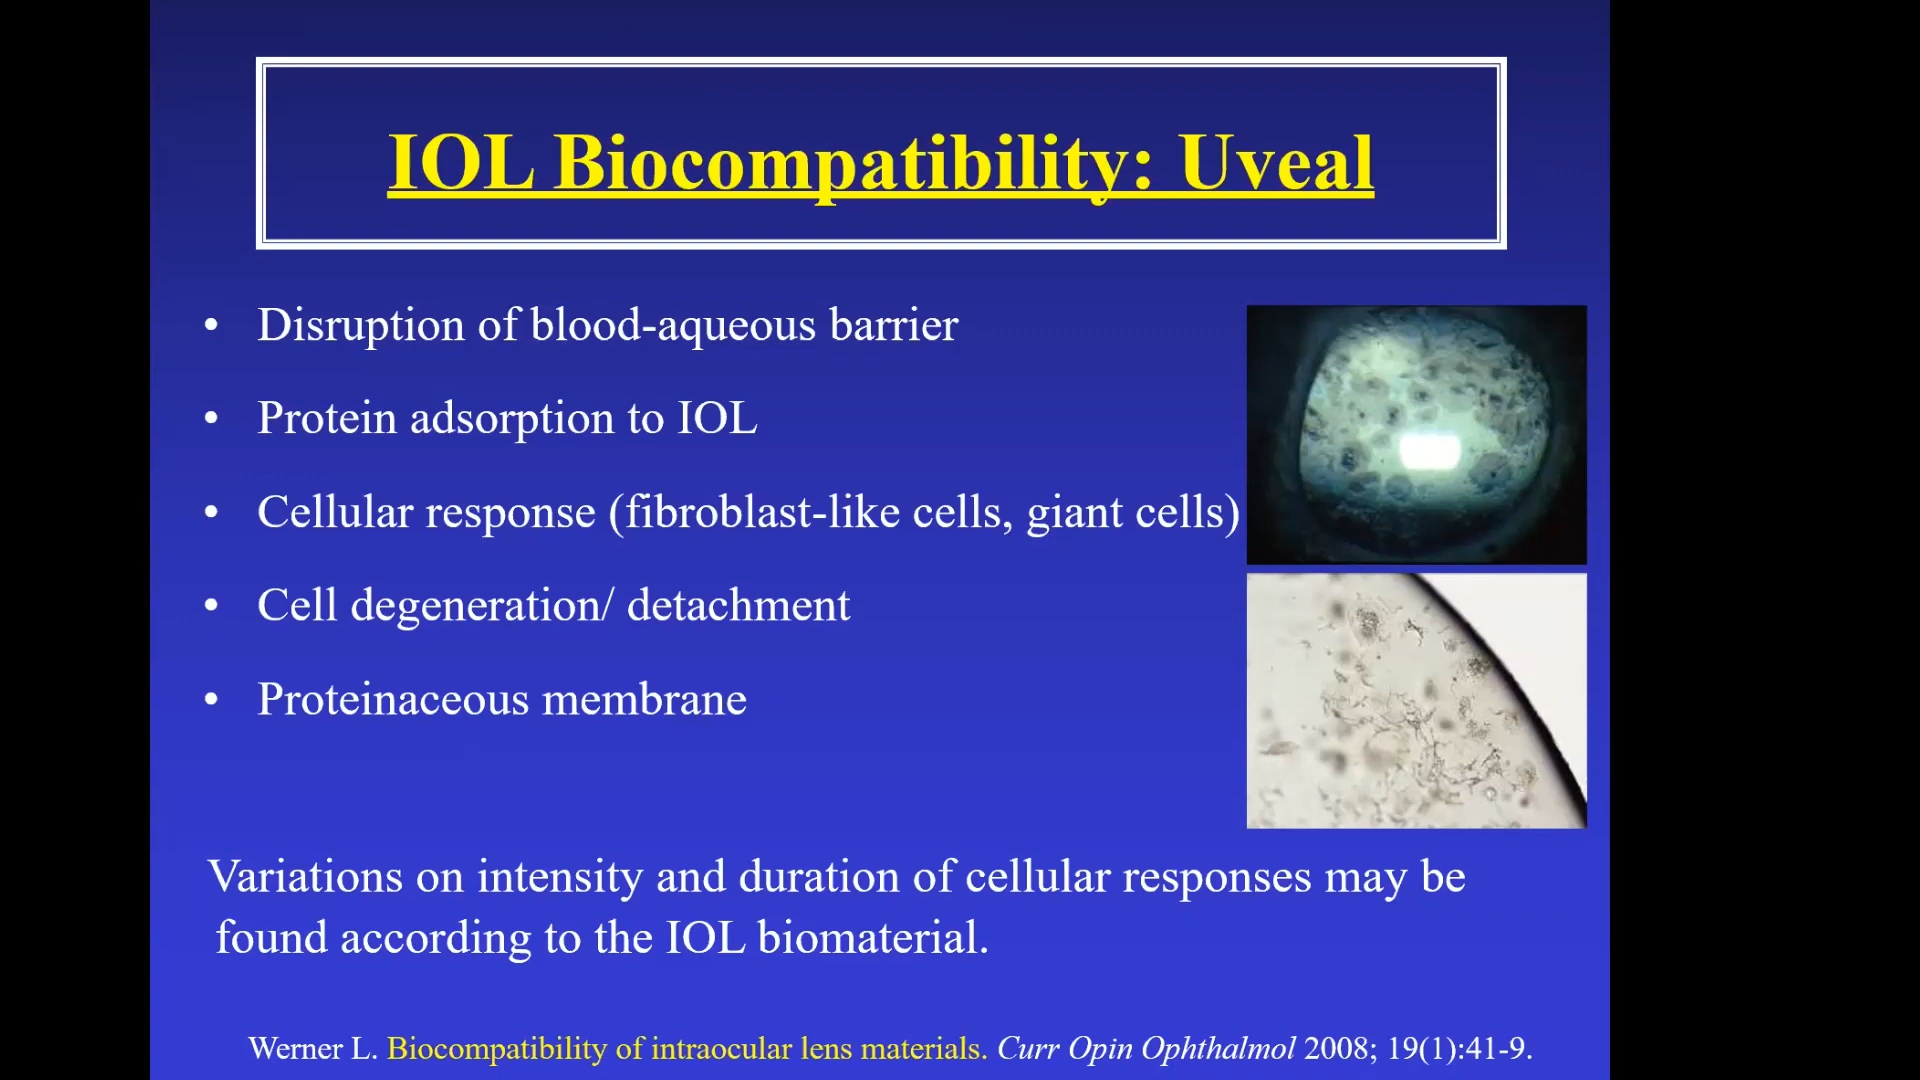 IOL Biocompatibility: Uveal
• Disruption of blood-aqueous barrier
• Protein adsorption to IOL
• Cellular response (fibroblast-like cells, giant cells)
• Cell degeneration/ detachment
• Proteinaceous membrane
Variations on intensity and duration of cellular responses may be
found according to the IOL biomaterial.
Werner L. Biocompatibility of intraocular lens materials. Curr Opin Ophthalmol 2008; 19(1):41-9.